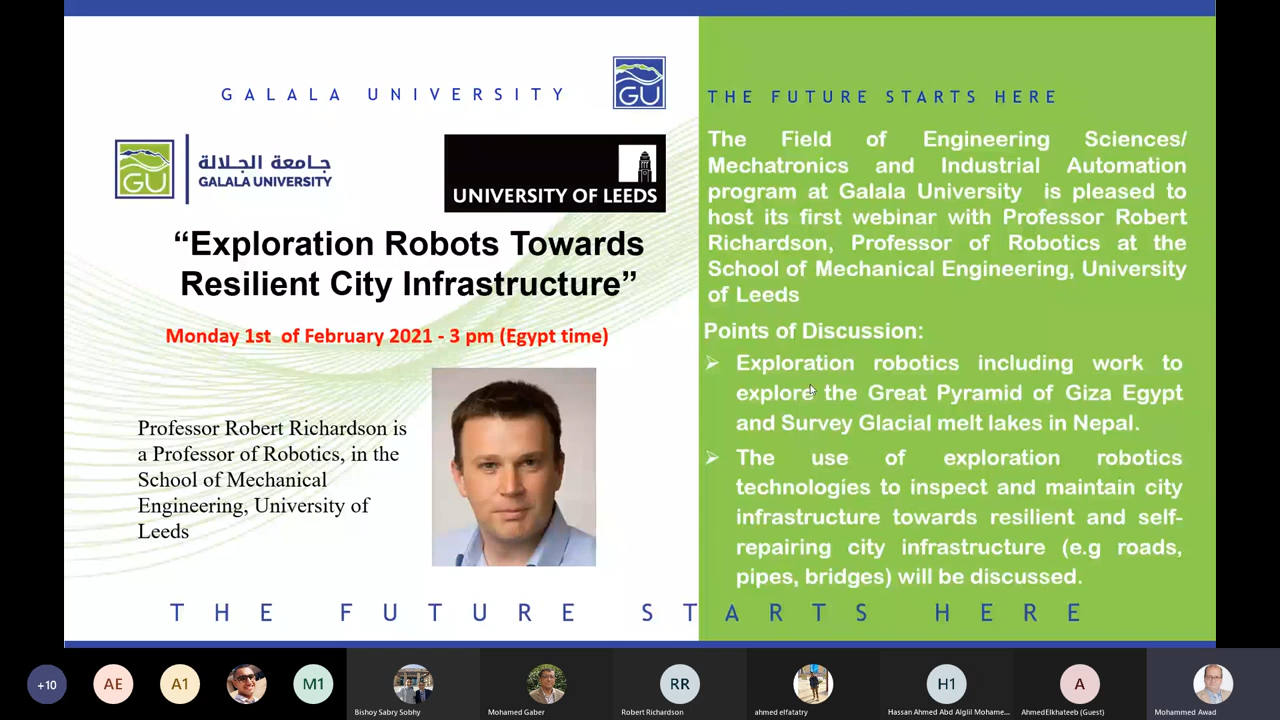 GALALA UNIVERSITY
GU
GU
جامعة الجلالة
GALALA UNIVERSITY
UNIVERSITY OF LEEDS
“Exploration Robots Towards
Resilient City Infrastructure”
Monday 1st of February 2021 - 3 pm (Egypt time)
Professor Robert Richardson is
a Professor of Robotics, in the
School of Mechanical
Engineering, University of
Leeds
THE FUTURE STARTS HERE
The Field of Engineering Sciences/
Mechatronics and Industrial Automation
program at Galala University is pleased to
host its first webinar with Professor Robert
Richardson, Professor of Robotics at the
School of Mechanical Engineering, University
of Leeds
Points of Discussion:
Exploration robotics including work to
explore the Great Pyramid of Giza Egypt
and Survey Glacial melt lakes in Nepal.
The use of exploration robotics
technologies to inspect and maintain city
infrastructure towards resilient and self-
repairing city infrastructure (e.g roads,
pipes, bridges) will be discussed.
THE FUTURE STARTS HERE
+10
AE
A1
M1
Bishoy Sabry Sobhy
Mohamed Gaber
RR
Robert Richardson
ahmed elfatatry
H1
Hassan Ahmed Abd Alglil Mohame...
A
AhmedElkhateeb (Guest)
Mohammed Awad